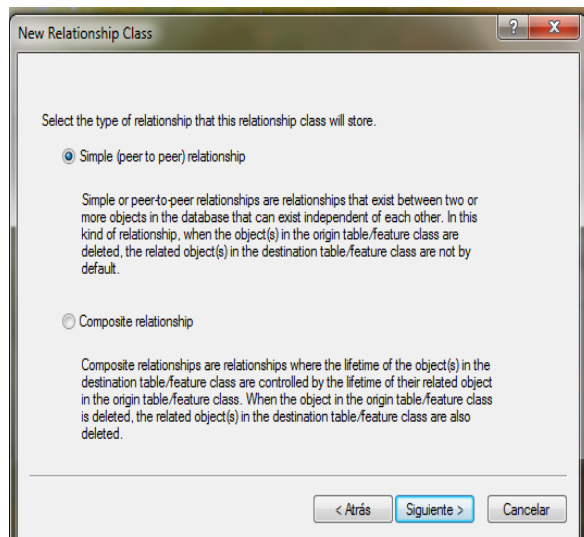 New Relationship Class
?
X
Select the type of relationship that this relationship class will store.
Simple (peer to peer) relationship
Simple or peer-to-peer relationships are relationships that exist between two or
more objects in the database that can exist independent of each other. In this
kind of relationship, when the object(s) in the origin table/feature class are
deleted, the related object(s) in the destination table/feature class are not by
default.
Composite relationship
Composite relationships are relationships where the lifetime of the object(s) in the
destination table/feature class are controlled by the lifetime of their related object
in the origin table/feature class. When the object in the origin table/feature class
is deleted, the related object(s) in the destination table/feature class are also
deleted.
< Atrás
Siguiente >
Cancelar